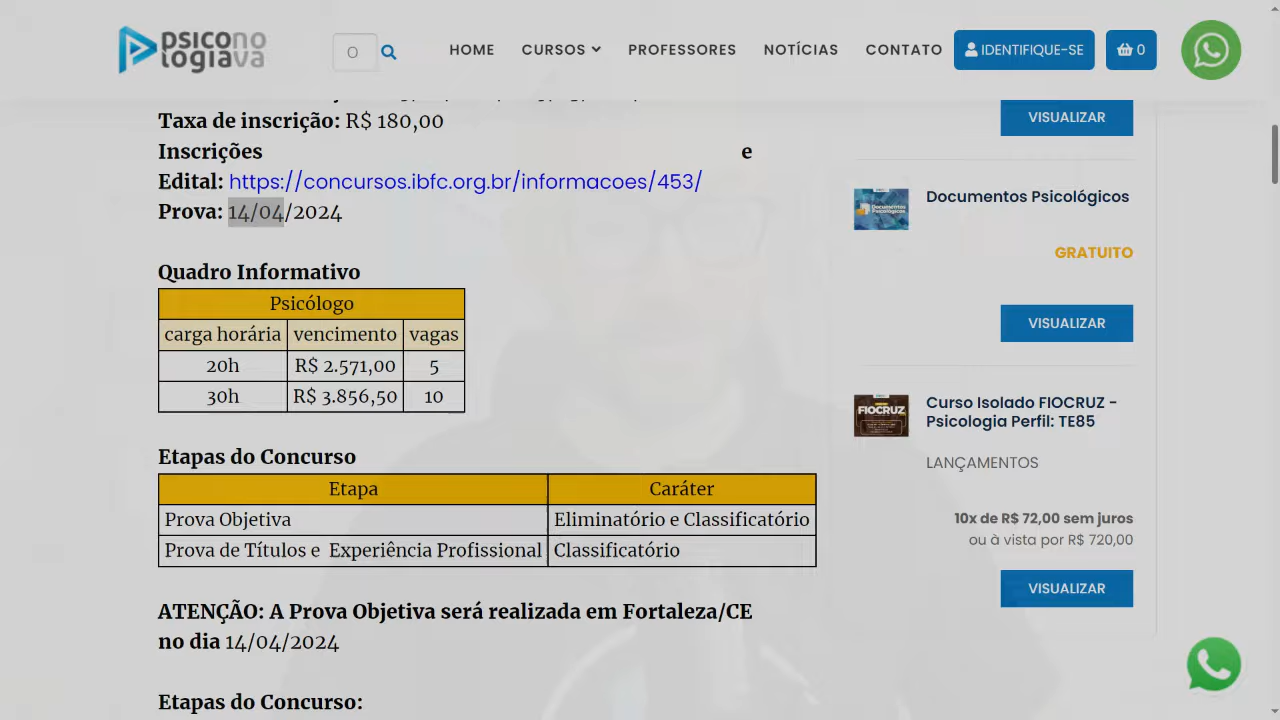 psicono
logiava
HOME
CURSOS
PROFESSORES
NOTÍCIAS
CONTATO
IDENTIFIQUE-SE
0
Taxa de inscrição: R$ 180,00
Inscrições e
Edital: https://concursos.ibfc.org.br/informacoes/453/
Prova: 14/04/2024
Quadro Informativo
Psicólogo
carga horária vencimento vagas
20h R$ 2.571,00 5
30h R$ 3.856,50 10
Etapas do Concurso
Etapa Caráter
Prova Objetiva Eliminatório e Classificatório
Prova de Títulos e Experiência Profissional Classificatório
ATENÇÃO: A Prova Objetiva será realizada em Fortaleza/CE
no dia 14/04/2024
Etapas do Concurso:
VISUALIZAR
Documentos Psicológicos
GRATUITO
VISUALIZAR
FIOCRUZ
Curso Isolado FIOCRUZ -
Psicologia Perfil: TE85
LANÇAMENTOS
10x de R$ 72,00 sem juros
ou à vista por R$ 720,00
VISUALIZAR